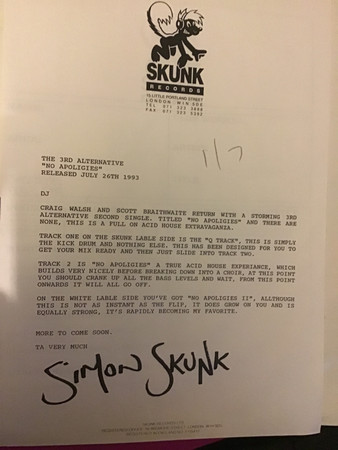 SKUNK
RECORDS
15 LITTLE PORTLAND STREET
LONDON W1N 5DE
1/7
THE 3RD ALTERNATIVE
"NO APOLIGIES"
RELEASED JULY 26TH 1993
DJ
CRAIG WALSH AND SCOTT BRAITHWAITE RETURN WITH A STORMING 3RD
ALTERNATIVE SECOND SINGLE, TITLED "NO APOLIGIES" AND THERE ARE
NONE, THIS IS A FULL ON ACID HOUSE EXTRAVAGANZA.
TRACK ONE ON THE SKUNK LABLE SIDE IS THE "G TRACK", THIS IS SIMPLY
THE KICK DRUM AND NOTHING ELSE. THIS HAS BEEN DESIGNED FOR YOU TO
GET YOUR MIX READY AND THEN JUST SLIDE INTO TRACK TWO.
TRACK 2 IS "NO APOLIGIES" A TRUE ACID HOUSE EXPERIANCE, WHICH
BUILDS VERY NICELY BEFORE BREAKING DOWN INTO A CHOIR, AT THIS POINT
YOU SHOULD CRANK UP ALL THE BASS LEVELS AND WAIT, FROM THIS POINT
ONWARDS IT WILL ALL GO OFF.
ON THE WHITE LABLE SIDE YOU'VE GOT "NO APOLIGIES II", ALLTHOUGH
THIS IS NOT AS INSTANT AS THE FLIP, IT DOES GROW ON YOU AND IS
EQUALLY STRONG, IT'S RAPIDLY BECOMING MY FAVORITE.
MORE TO COME SOON.
TA VERY MUCH
SIMON SKUNK